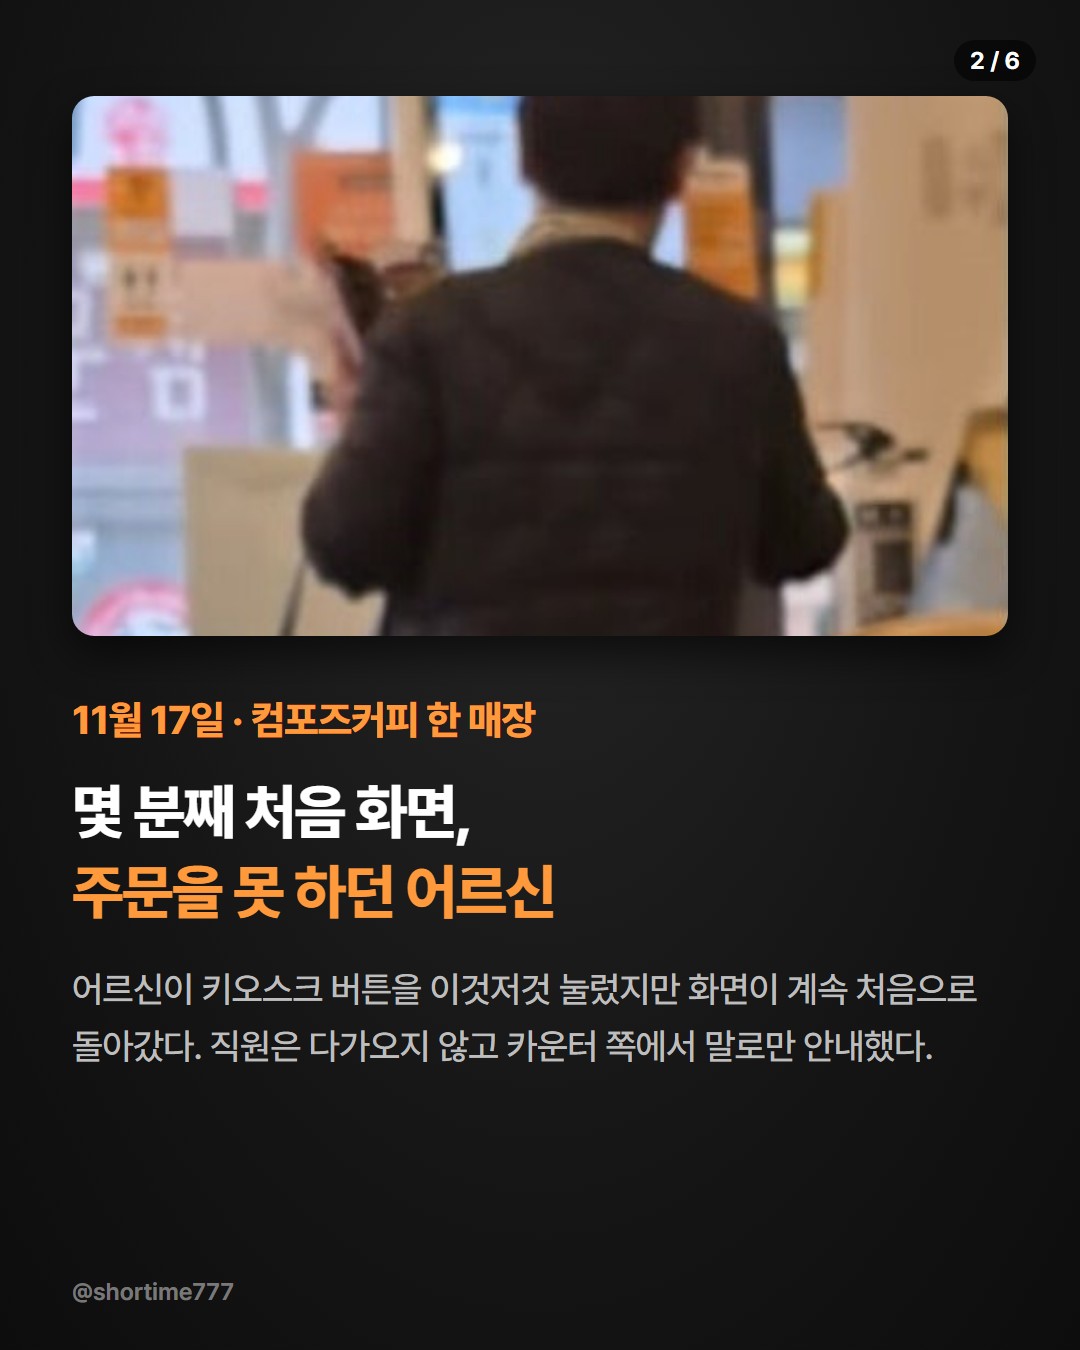 2 / 6
11월 17일 · 컴포즈커피 한 매장
몇 분째 처음 화면,
주문을 못 하던 어르신
어르신이 키오스크 버튼을 이것저것 눌렀지만 화면이 계속 처음으로
돌아갔다. 직원은 다가오지 않고 카운터 쪽에서 말로만 안내했다.
@shortime777